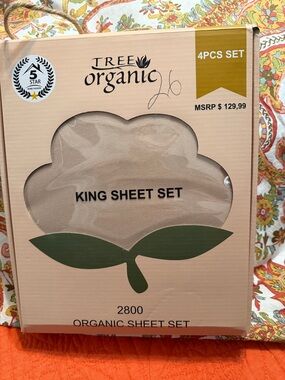 TREE
organic
26
5
STAR
4PCS SET
MSRP $ 129,99
KING SHEET SET
2800
ORGANIC SHEET SET